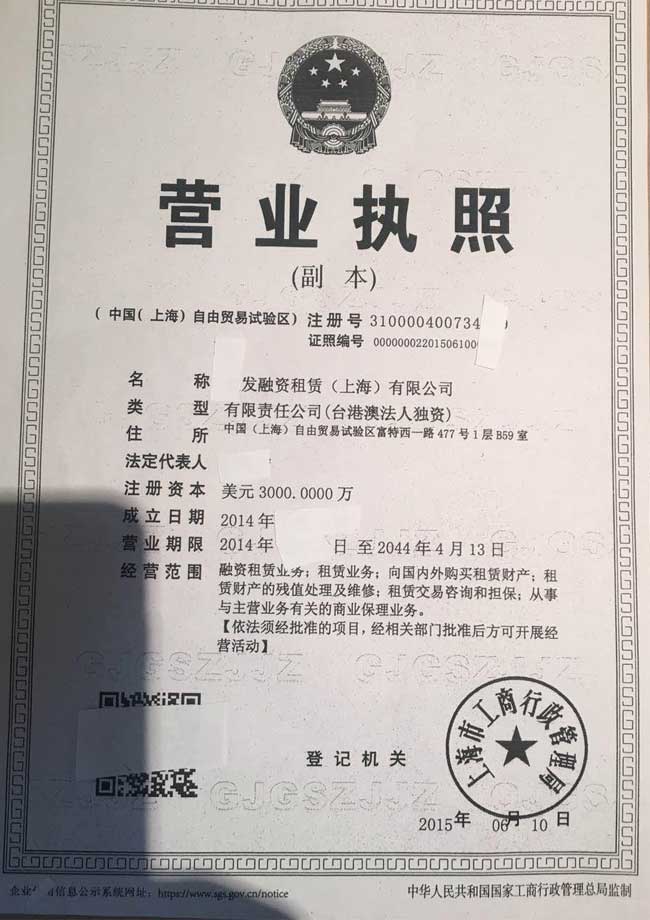 营业执照
(副 本)
(中国(上海)自由贸易试验区) 注册号 310000400734
证照编号 00000002201506100
名 称 发融资租赁（上海）有限公司
类 型 有限责任公司(台港澳法人独资)
住 所 中国（上海）自由贸易试验区富特西一路477号1层B59室
法定代表人
注册资本 美元3000.0000万
成立日期 2014年
营业期限 2014年 日至2044年4月13日
经营范围 融资租赁业务；租赁业务；向国内外购买租赁财产；租
赁财产的残值处理及维修；租赁交易咨询和担保；从事
与主营业务有关的商业保理业务。
【依法须经批准的项目，经相关部门批准后方可开展经
营活动】
GJGSZJJZ
登记机关
上海市工商行政管理局
GJGSZJJZ
2015年 06 10日
企业 信息公示系统网址：https://www.sgs.gov.cn/notice
中华人民共和国国家工商行政管理总局监制